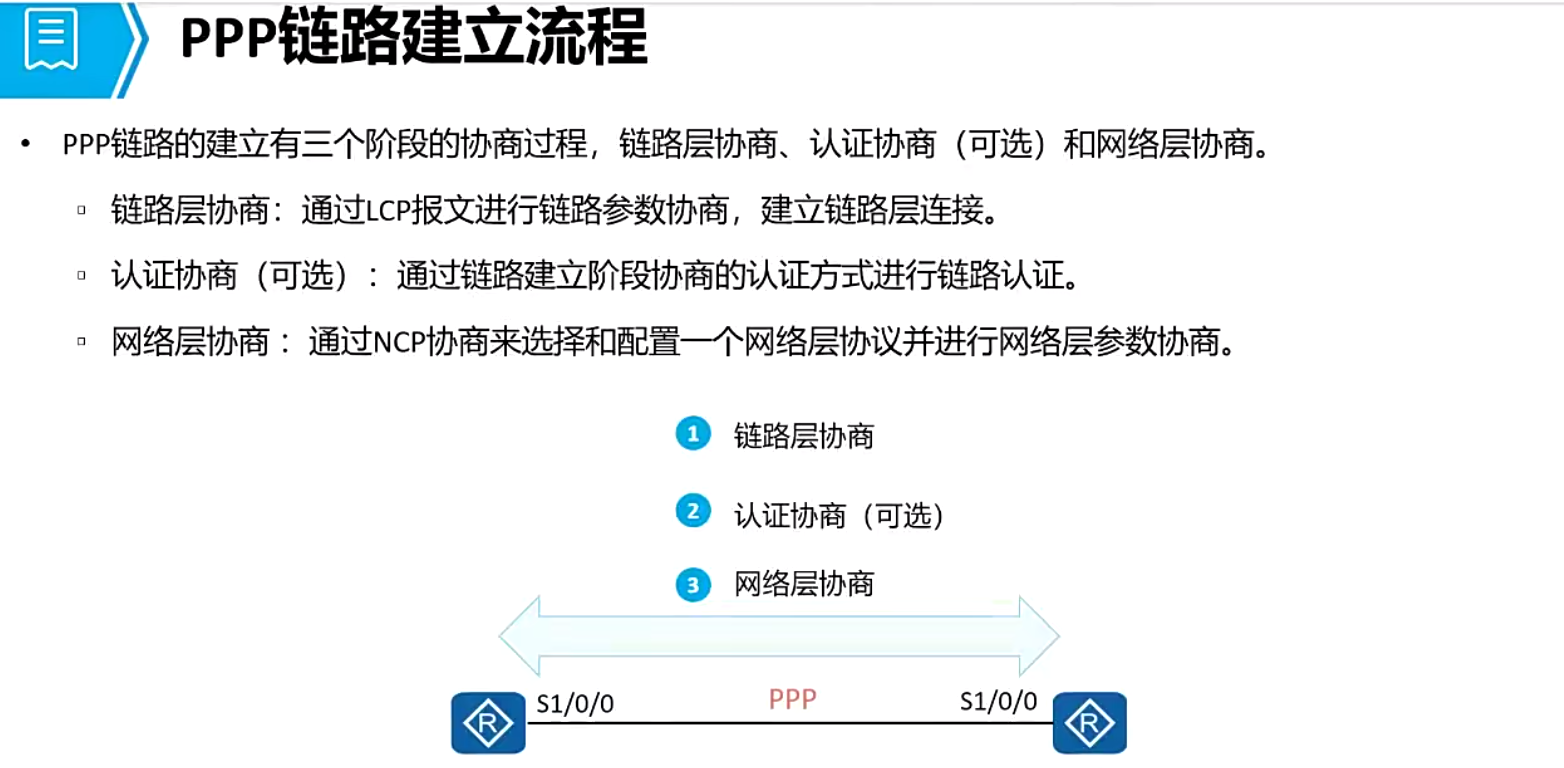 PPP链路建立流程
• PPP链路的建立有三个阶段的协商过程，链路层协商、认证协商（可选）和网络层协商。
▫ 链路层协商：通过LCP报文进行链路参数协商，建立链路层连接。
▫ 认证协商（可选）：通过链路建立阶段协商的认证方式进行链路认证。
▫ 网络层协商 ：通过NCP协商来选择和配置一个网络层协议并进行网络层参数协商。
1 链路层协商
2 认证协商（可选）
3 网络层协商
R S1/0/0 PPP S1/0/0 R